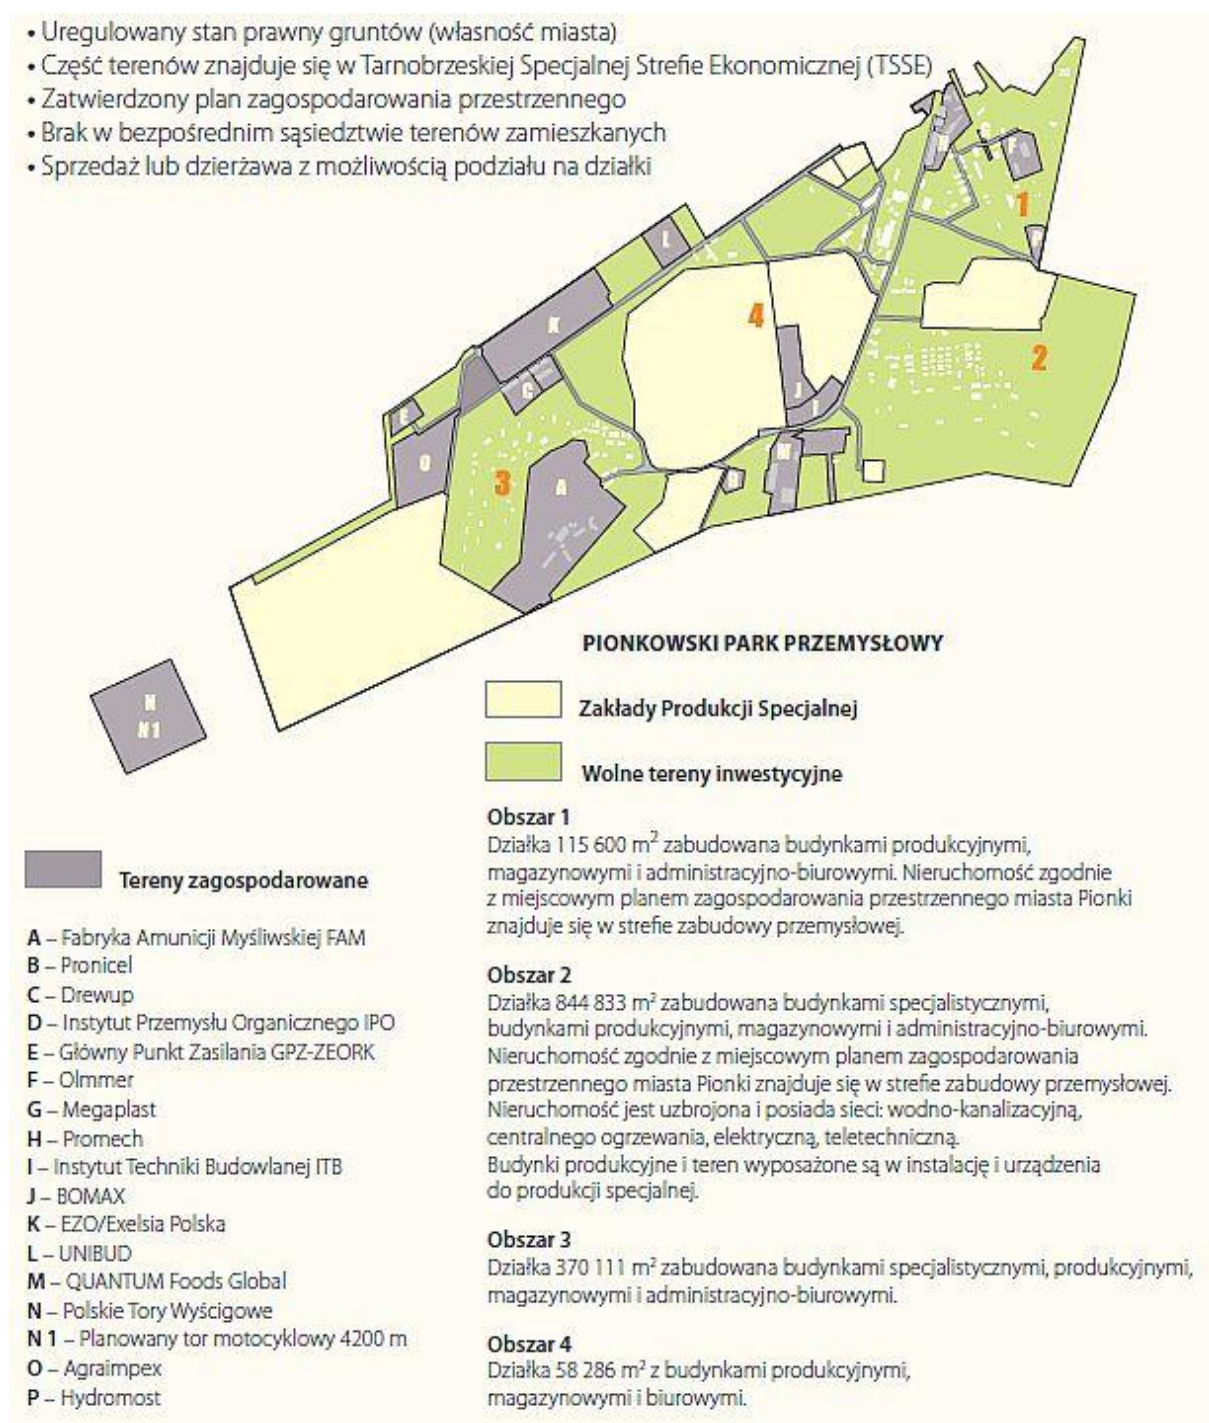 • Uregulowany stan prawny gruntów (własność miasta)
• Część terenów znajduje się w Tarnobrzeskiej Specjalnej Strefie Ekonomicznej (TSSE)
• Zatwierdzony plan zagospodarowania przestrzennego
• Brak w bezpośrednim sąsiedztwie terenów zamieszkanych
• Sprzedaż lub dzierżawa z możliwością podziału na działki
H
F
1
L
4
K
2
J
I
C
E
M
O
3
A
N
N1
PIONKOWSKI PARK PRZEMYSŁOWY
Zakłady Produkcji Specjalnej
Wolne tereny inwestycyjne
Tereny zagospodarowane
A – Fabryka Amunicji Myśliwskiej FAM
B – Pronicel
C – Drewup
D – Instytut Przemysłu Organicznego IPO
E – Główny Punkt Zasilania GPZ-ZEORK
F – Olmmer
G – Megaplast
H – Promech
I – Instytut Techniki Budowlanej ITB
J – BOMAX
K – EZO/Exelsia Polska
L – UNIBUD
M – QUANTUM Foods Global
N – Polskie Tory Wyścigowe
N 1 – Planowany tor motocyklowy 4200 m
O – Agraimpex
P – Hydromost
Obszar 1
Działka 115 600 m² zabudowana budynkami produkcyjnymi,
magazynowymi i administracyjno-biurowymi. Nieruchomość zgodnie
z miejscowym planem zagospodarowania przestrzennego miasta Pionki
znajduje się w strefie zabudowy przemysłowej.
Obszar 2
Działka 844 833 m² zabudowana budynkami specjalistycznymi,
budynkami produkcyjnymi, magazynowymi i administracyjno-biurowymi.
Nieruchomość zgodnie z miejscowym planem zagospodarowania
przestrzennego miasta Pionki znajduje się w strefie zabudowy przemysłowej.
Nieruchomość jest uzbrojona i posiada sieci: wodno-kanalizacyjną,
centralnego ogrzewania, elektryczną, teletechniczną.
Budynki produkcyjne i teren wyposażone są w instalację i urządzenia
do produkcji specjalnej.
Obszar 3
Działka 370 111 m² zabudowana budynkami specjalistycznymi, produkcyjnymi,
magazynowymi i administracyjno-biurowymi.
Obszar 4
Działka 58 286 m² z budynkami produkcyjnymi,
magazynowymi i biurowymi.